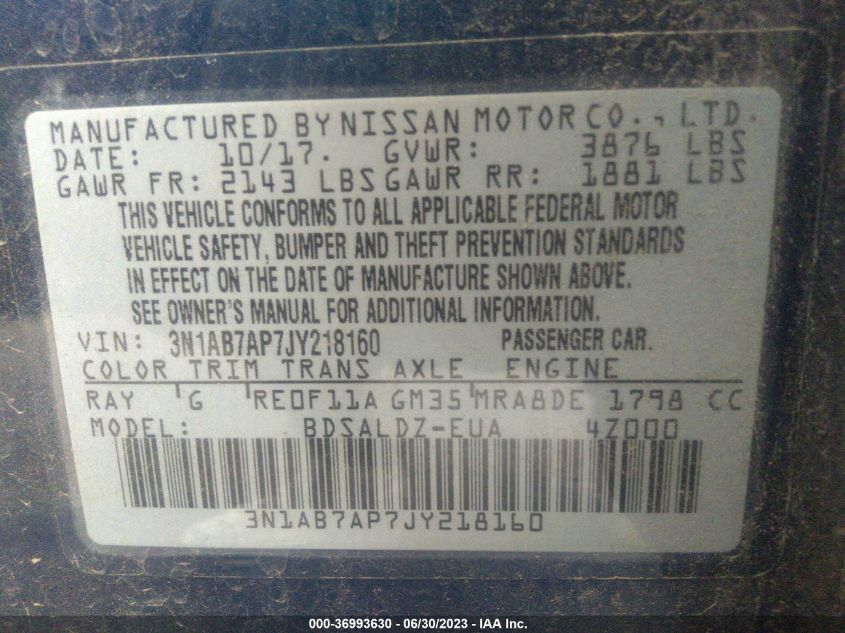 MANUFACTURED BY NISSAN MOTOR CO., LTD.
DATE: 10/17. GVWR: 3876 LBS
GAWR FR: 2143 LBS GAWR RR: 1881 LBS
THIS VEHICLE CONFORMS TO ALL APPLICABLE FEDERAL MOTOR
VEHICLE SAFETY, BUMPER AND THEFT PREVENTION STANDARDS
IN EFFECT ON THE DATE OF MANUFACTURE SHOWN ABOVE.
SEE OWNER'S MANUAL FOR ADDITIONAL INFORMATION.
VIN: 3N1AB7AP7JY218160 PASSENGER CAR.
COLOR TRIM TRANS AXLE ENGINE
RAY G RE0F11A GM35 MRA8DE 1798 CC
MODEL: BDSALDZ-EUA 4Z000
3N1AB7AP7JY218160
000-36993630 - 06/30/2023 - IAA Inc.